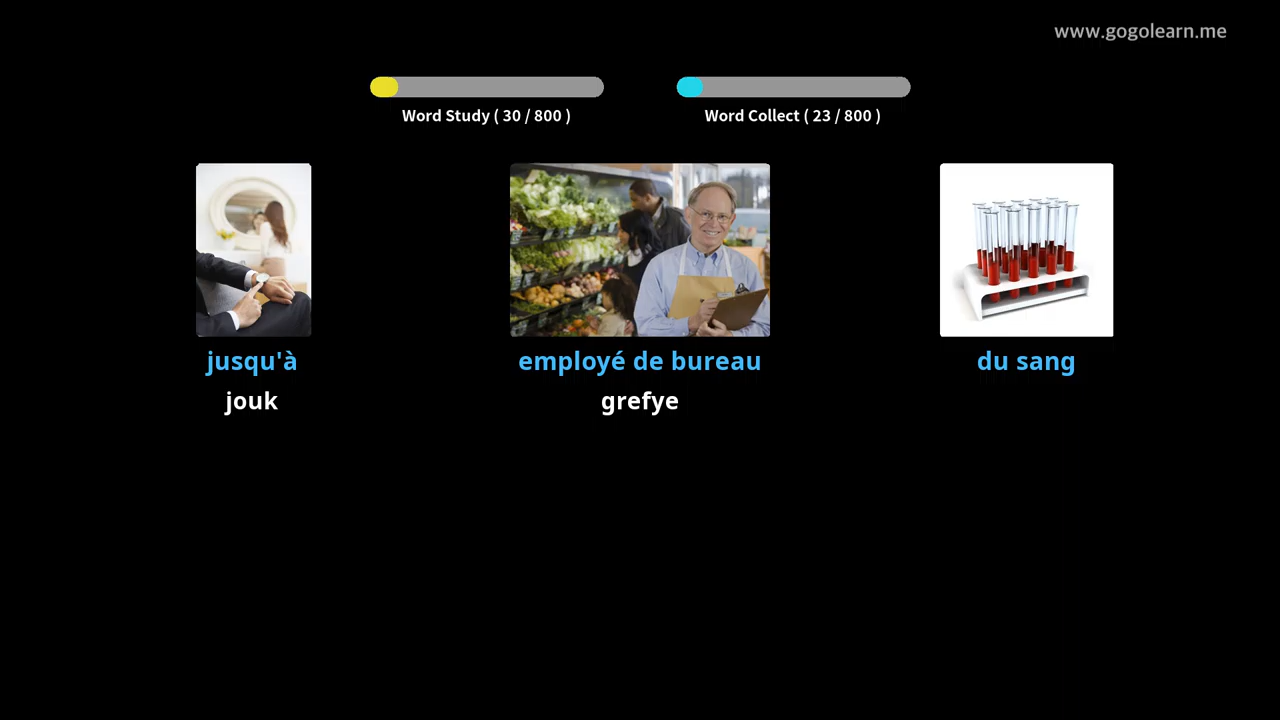 www.gogolearn.me
Word Study ( 30 / 800 )
Word Collect ( 23 / 800 )
jusqu'à
employé de bureau
du sang
jouk
grefye